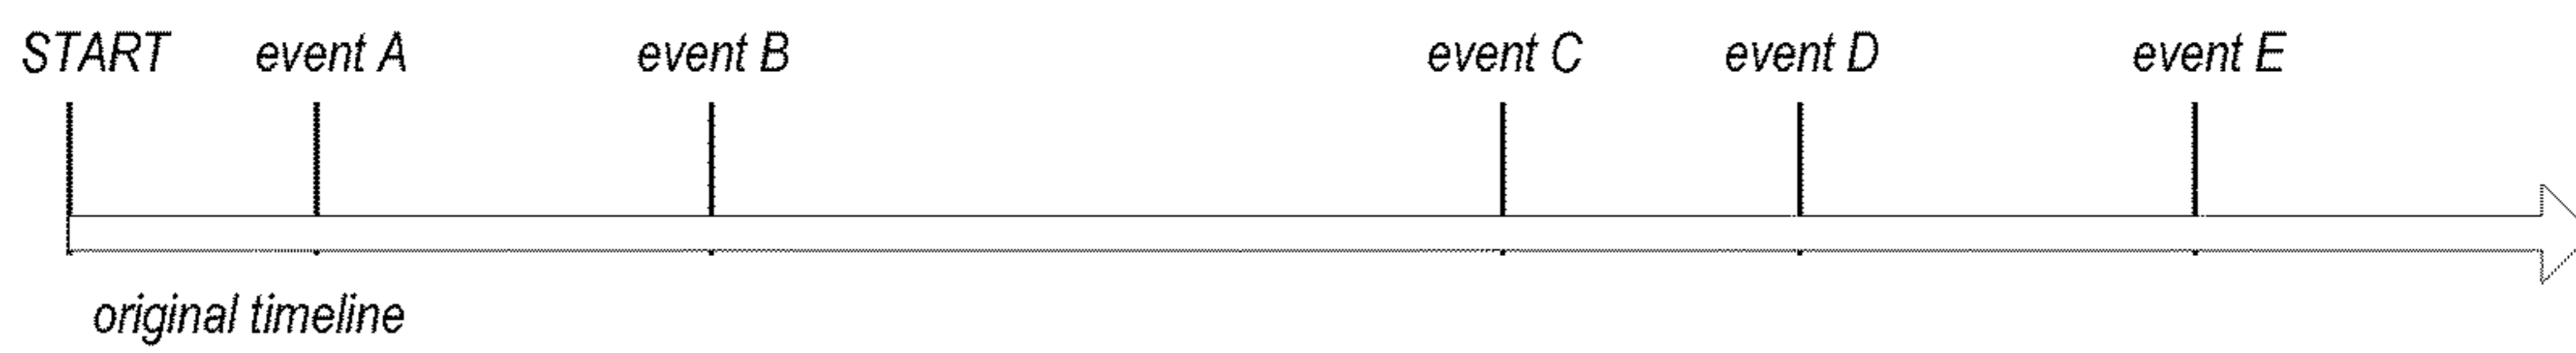 START event A event B event C event D event E
original timeline